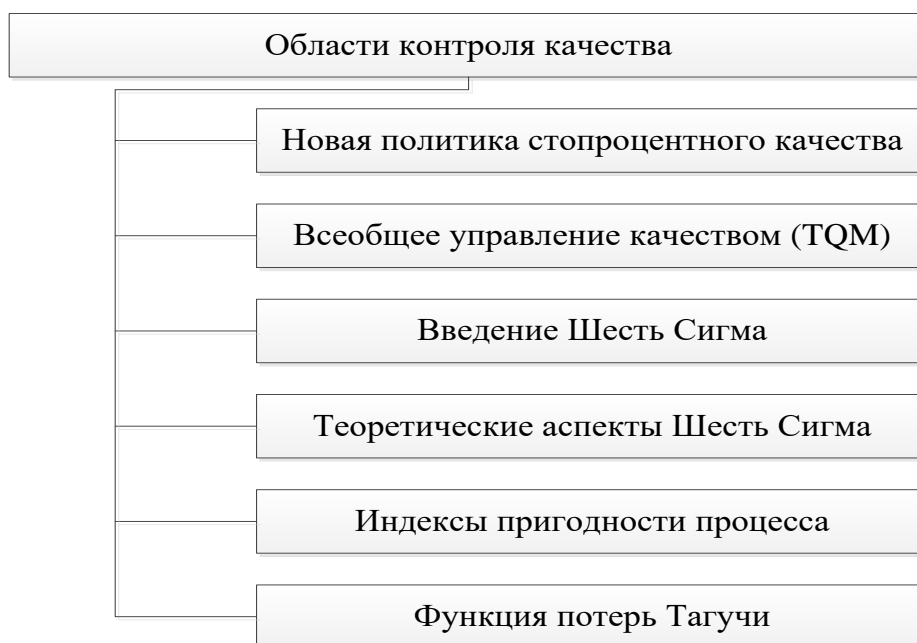 Области контроля качества
Новая политика стопроцентного качества
Всеобщее управление качеством (TQM)
Введение Шесть Сигма
Теоретические аспекты Шесть Сигма
Индексы пригодности процесса
Функция потерь Тагучи